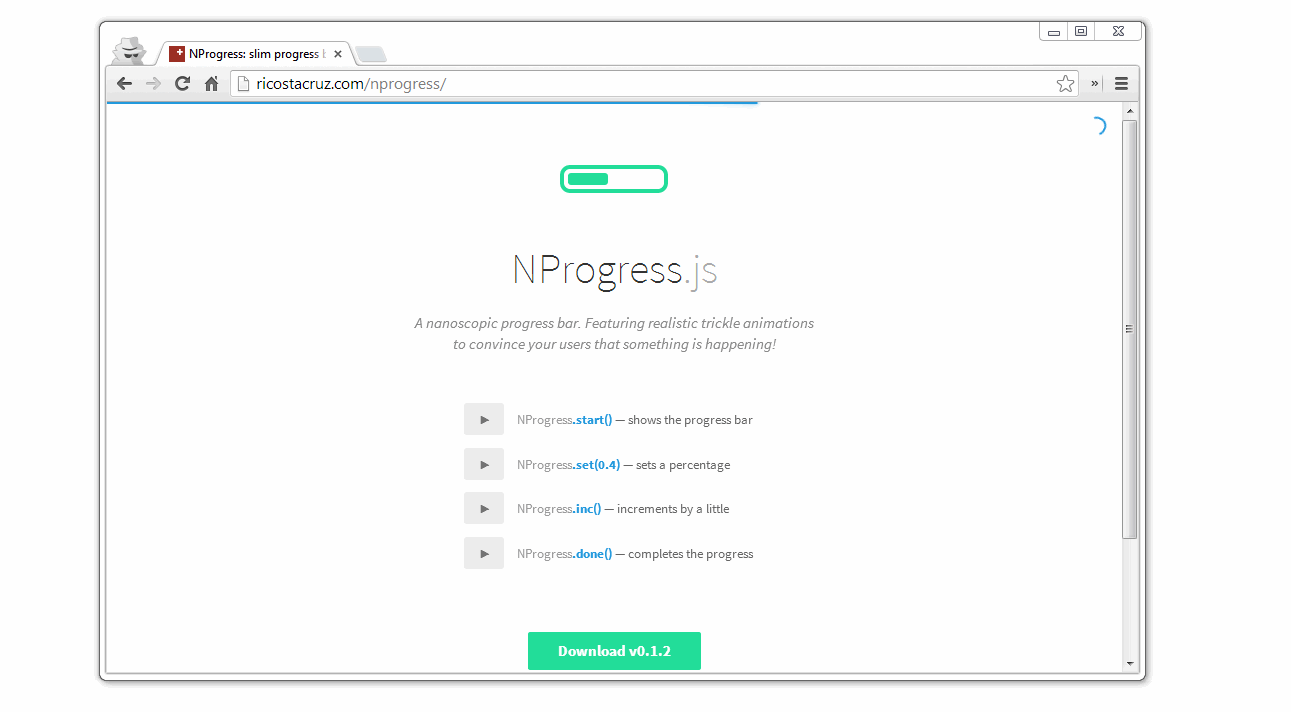 NProgress: slim progress
ricostacruz.com/nprogress/
NProgress.js
A nanoscopic progress bar. Featuring realistic trickle animations
to convince your users that something is happening!
NProgress.start() — shows the progress bar
NProgress.set(0.4) — sets a percentage
NProgress.inc() — increments by a little
NProgress.done() — completes the progress
Download v0.1.2